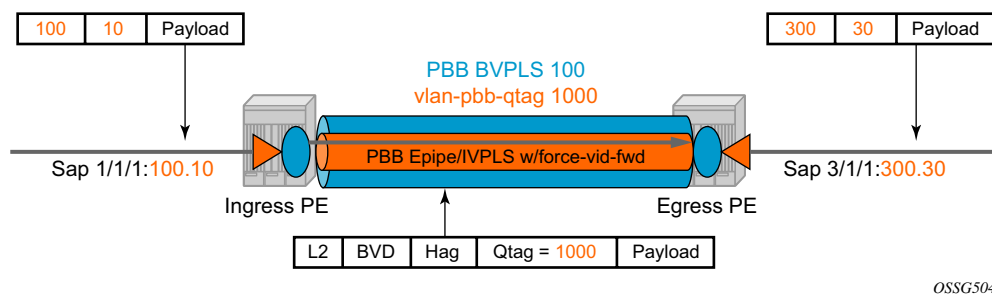 100 10 Payload
300 30 Payload
PBB BVPLS 100
vlan-pbb-qtag 1000
PBB Epipe/IVPLS w/force-vid-fwd
Sap 1/1/1:100.10
Sap 3/1/1:300.30
Ingress PE
Egress PE
L2 BVD Hag Qtag = 1000 Payload
OSSG504